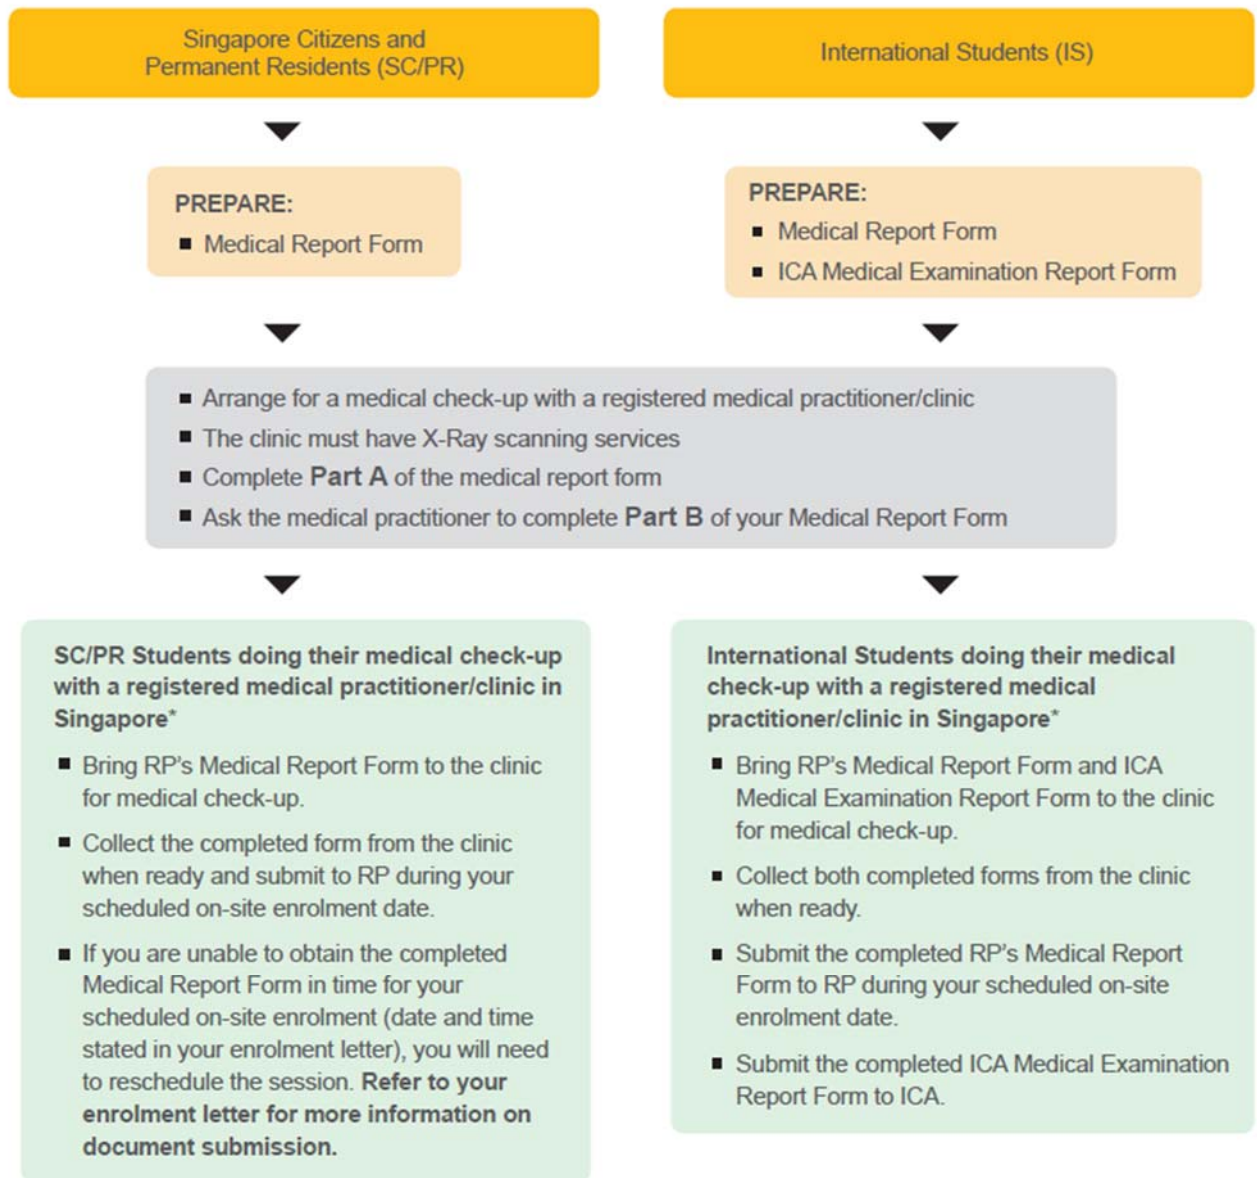 Singapore Citizens and
Permanent Residents (SC/PR)
International Students (IS)
PREPARE:
■ Medical Report Form
PREPARE:
■ Medical Report Form
■ ICA Medical Examination Report Form
■ Arrange for a medical check-up with a registered medical practitioner/clinic
■ The clinic must have X-Ray scanning services
■ Complete Part A of the medical report form
■ Ask the medical practitioner to complete Part B of your Medical Report Form
SC/PR Students doing their medical check-up
with a registered medical practitioner/clinic in
Singapore*
■ Bring RP's Medical Report Form to the clinic
for medical check-up.
■ Collect the completed form from the clinic
when ready and submit to RP during your
scheduled on-site enrolment date.
■ If you are unable to obtain the completed
Medical Report Form in time for your
scheduled on-site enrolment (date and time
stated in your enrolment letter), you will need
to reschedule the session. Refer to your
enrolment letter for more information on
document submission.
International Students doing their medical
check-up with a registered medical
practitioner/clinic in Singapore*
■ Bring RP's Medical Report Form and ICA
Medical Examination Report Form to the clinic
for medical check-up.
■ Collect both completed forms from the clinic
when ready.
■ Submit the completed RP's Medical Report
Form to RP during your scheduled on-site
enrolment date.
■ Submit the completed ICA Medical Examination
Report Form to ICA.